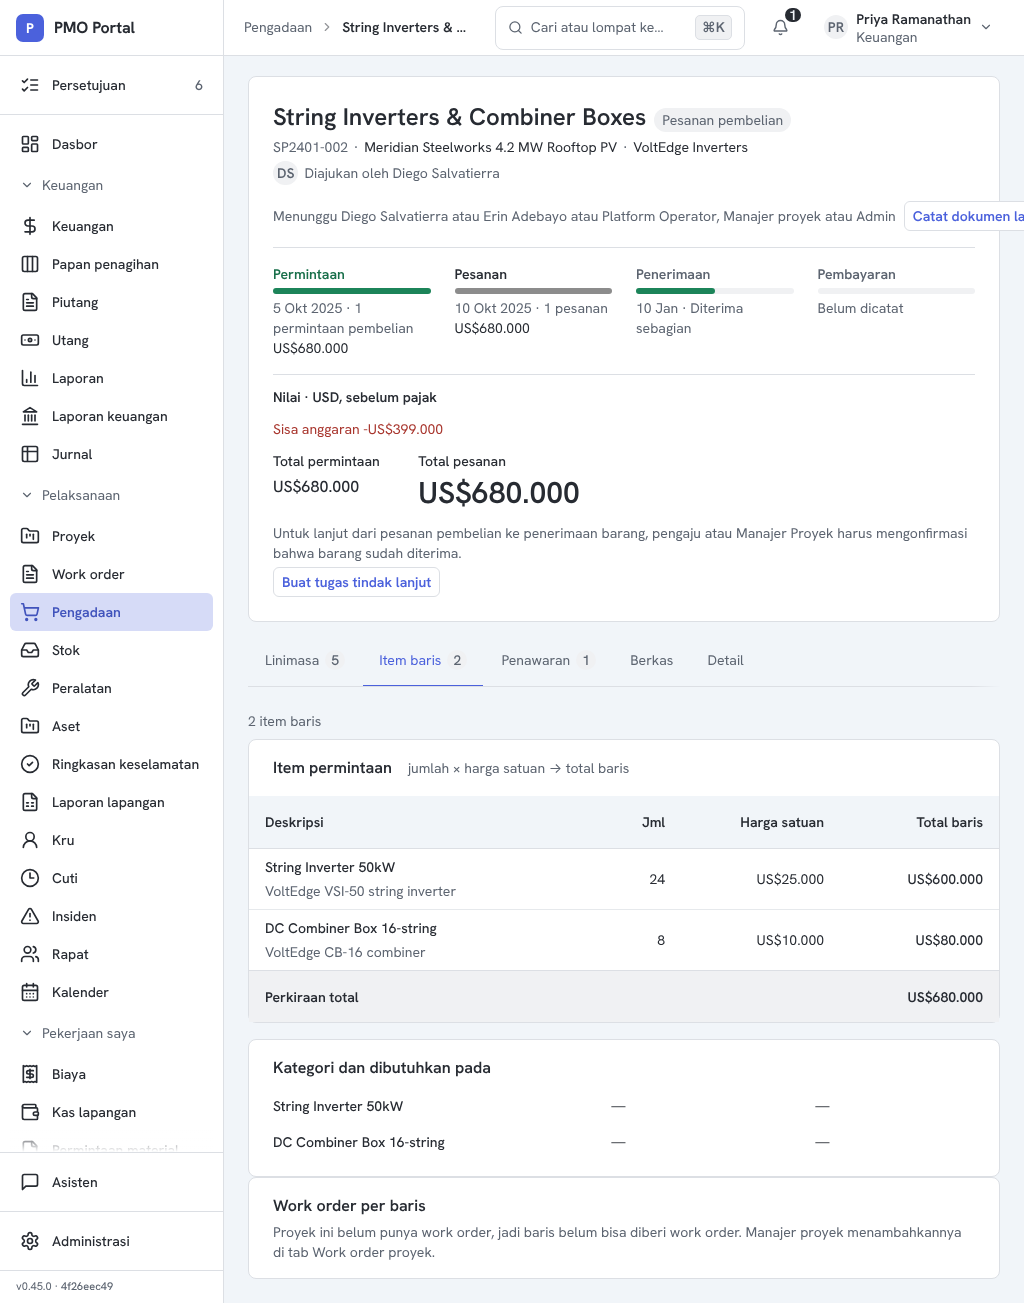 P PMO Portal
Pengadaan > String Inverters & ...
Cari atau lompat ke...
⌘K
1
PR
Priya Ramanathan
Keuangan
Persetujuan 6
Dasbor
Keuangan
Keuangan
Papan penagihan
Piutang
Utang
Laporan
Laporan keuangan
Jurnal
Pelaksanaan
Proyek
Work order
Pengadaan
Stok
Peralatan
Aset
Ringkasan keselamatan
Laporan lapangan
Kru
Cuti
Insiden
Rapat
Kalender
Pekerjaan saya
Biaya
Kas lapangan
Permintaan material
Asisten
Administrasi
v0.45.0 · 4f26eec49
String Inverters & Combiner Boxes Pesanan pembelian
SP2401-002 · Meridian Steelworks 4.2 MW Rooftop PV · VoltEdge Inverters
DS Diajukan oleh Diego Salvatierra
Menunggu Diego Salvatierra atau Erin Adebayo atau Platform Operator, Manajer proyek atau Admin Catat dokumen la
Permintaan
5 Okt 2025 · 1
permintaan pembelian
US$680.000
Pesanan
10 Okt 2025 · 1 pesanan
US$680.000
Penerimaan
10 Jan · Diterima
sebagian
Pembayaran
Belum dicatat
Nilai · USD, sebelum pajak
Sisa anggaran -US$399.000
Total permintaan
US$680.000
Total pesanan
US$680.000
Untuk lanjut dari pesanan pembelian ke penerimaan barang, pengaju atau Manajer Proyek harus mengonfirmasi
bahwa barang sudah diterima.
Buat tugas tindak lanjut
Linimasa 5 Item baris 2 Penawaran 1 Berkas Detail
2 item baris
Item permintaan jumlah × harga satuan → total baris
Deskripsi Jml Harga satuan Total baris
String Inverter 50kW
VoltEdge VSI-50 string inverter
24 US$25.000 US$600.000
DC Combiner Box 16-string
VoltEdge CB-16 combiner
8 US$10.000 US$80.000
Perkiraan total US$680.000
Kategori dan dibutuhkan pada
String Inverter 50kW — —
DC Combiner Box 16-string — —
Work order per baris
Proyek ini belum punya work order, jadi baris belum bisa diberi work order. Manajer proyek menambahkannya
di tab Work order proyek.